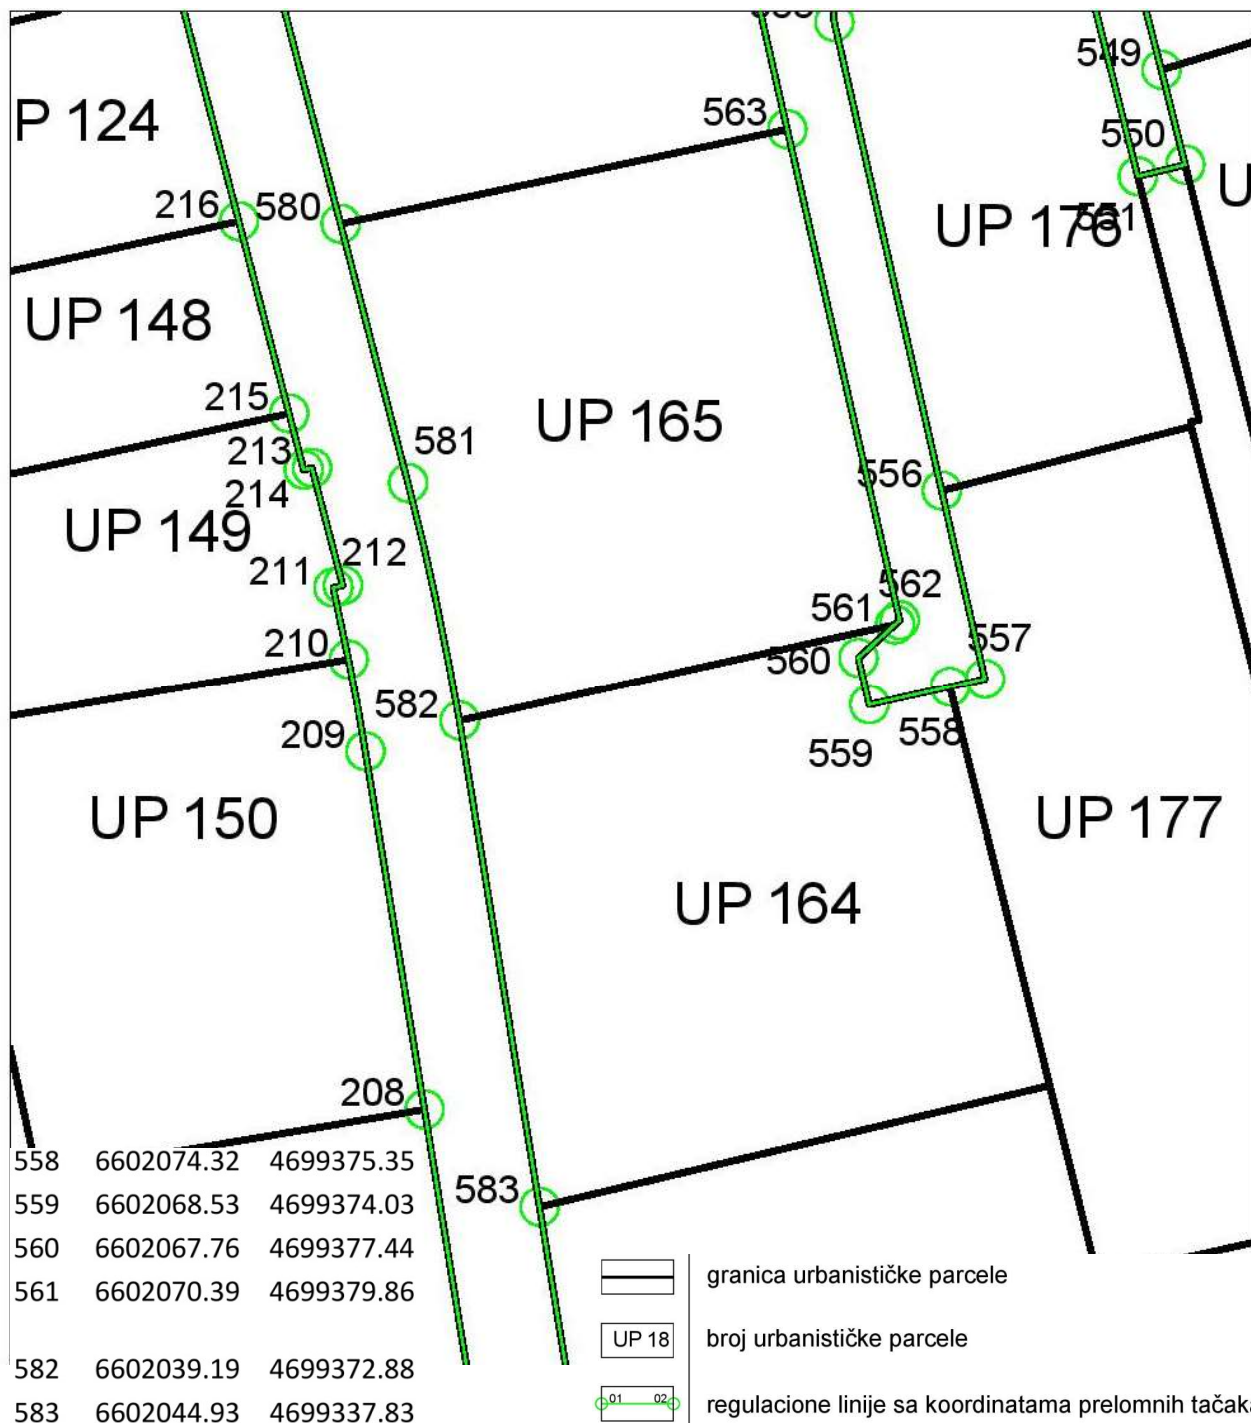 549
563
550
P 124
216
580
551
UP 176
U
UP 148
215
UP 165
581
213
556
214
UP 149
211
212
562
561
210
560
557
582
209
558
559
UP 150
UP 177
UP 164
208
583
558 6602074.32 4699375.35
559 6602068.53 4699374.03
560 6602067.76 4699377.44
561 6602070.39 4699379.86
582 6602039.19 4699372.88
583 6602044.93 4699337.83
granica urbanističke parcele
UP 18
broj urbanističke parcele
01 02
regulacione linije sa koordinatama prelomnih tačaka